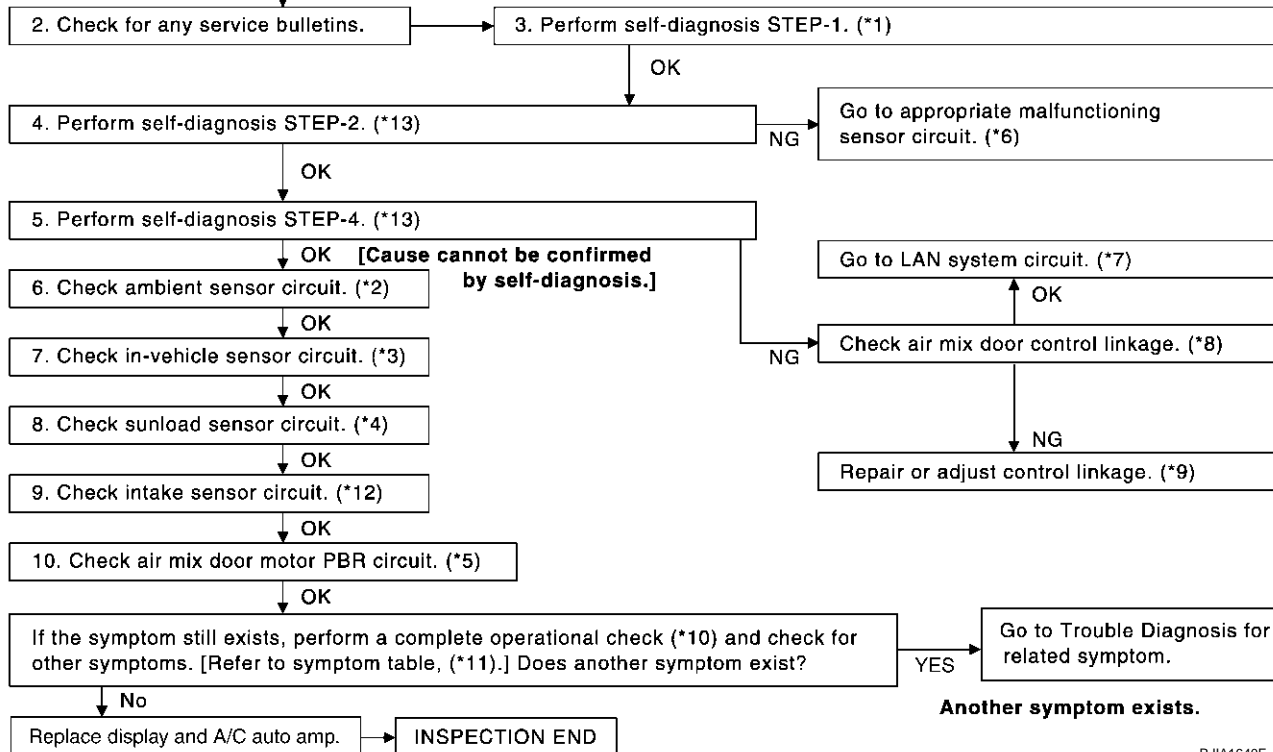 2. Check for any service bulletins.
3. Perform self-diagnosis STEP-1. (*1)
OK
4. Perform self-diagnosis STEP-2. (*13)
NG
Go to appropriate malfunctioning
sensor circuit. (*6)
OK
5. Perform self-diagnosis STEP-4. (*13)
OK
[Cause cannot be confirmed
by self-diagnosis.]
Go to LAN system circuit. (*7)
OK
6. Check ambient sensor circuit. (*2)
OK
NG
Check air mix door control linkage. (*8)
7. Check in-vehicle sensor circuit. (*3)
OK
8. Check sunload sensor circuit. (*4)
NG
Repair or adjust control linkage. (*9)
OK
9. Check intake sensor circuit. (*12)
OK
10. Check air mix door motor PBR circuit. (*5)
OK
If the symptom still exists, perform a complete operational check (*10) and check for
other symptoms. [Refer to symptom table, (*11).] Does another symptom exist?
YES
Go to Trouble Diagnosis for
related symptom.
No
Another symptom exists.
Replace display and A/C auto amp.
INSPECTION END